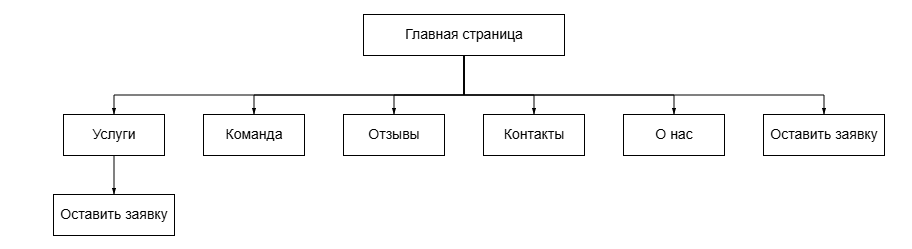 Главная страница
Услуги
Команда
Отзывы
Контакты
О нас
Оставить заявку
Оставить заявку